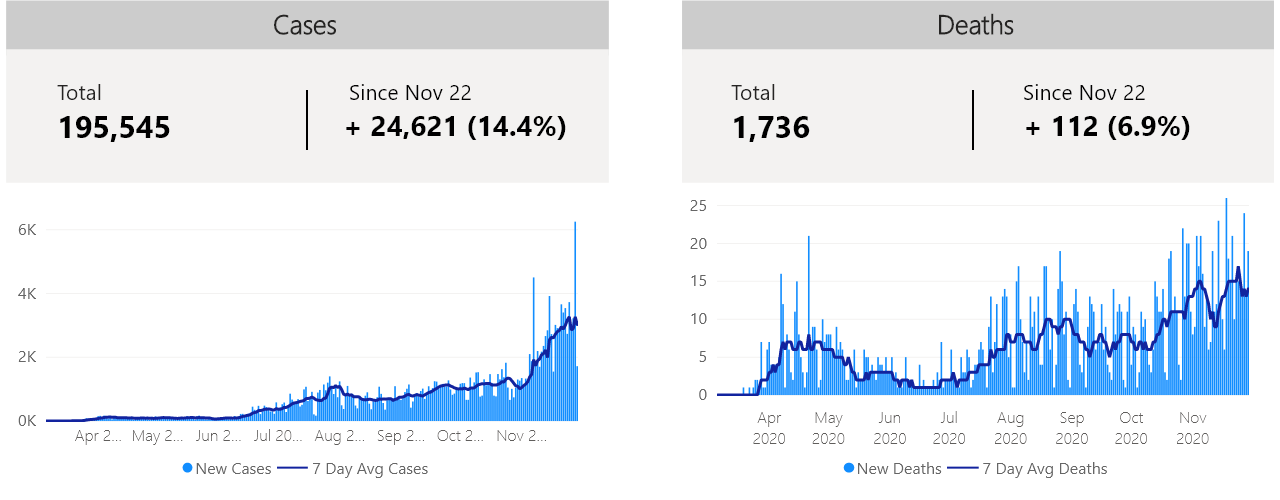 Cases
Total
195,545
Since Nov 22
+ 24,621 (14.4%)
6K
4K
2K
0K
Apr 2... May 2... Jun 2... Jul 20... Aug 2... Sep 2... Oct 2... Nov 2...
New Cases 7 Day Avg Cases
Deaths
Total
1,736
Since Nov 22
+ 112 (6.9%)
25
20
15
10
5
0
Apr May Jun Jul Aug Sep Oct Nov
2020 2020 2020 2020 2020 2020 2020 2020
New Deaths 7 Day Avg Deaths